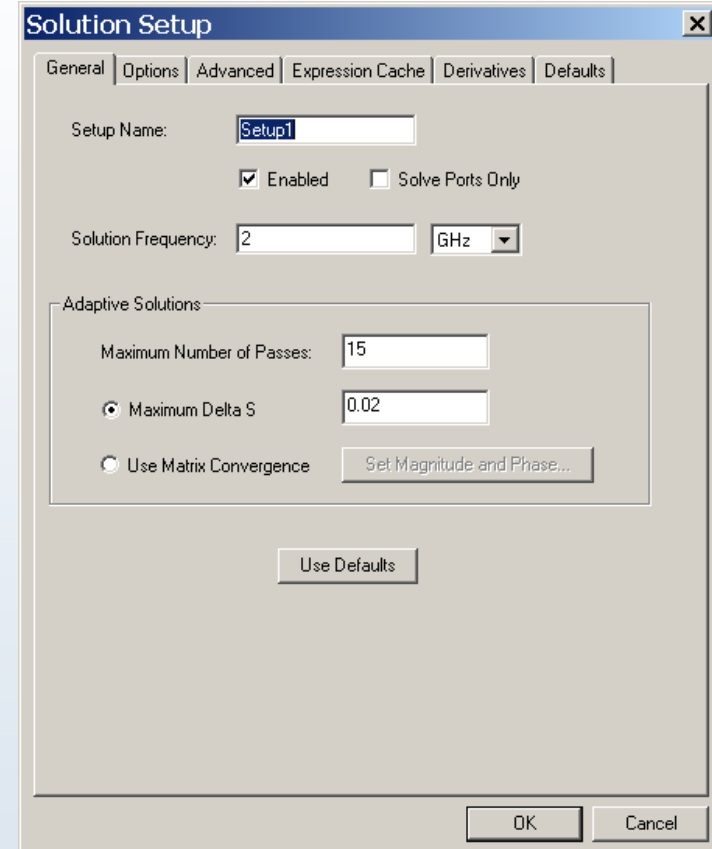 Solution Setup
General Options Advanced Expression Cache Derivatives Defaults
Setup Name: Setup1
Enabled Solve Ports Only
Solution Frequency: 2 GHz
Adaptive Solutions
Maximum Number of Passes: 15
Maximum Delta S 0.02
Use Matrix Convergence Set Magnitude and Phase...
Use Defaults
OK Cancel